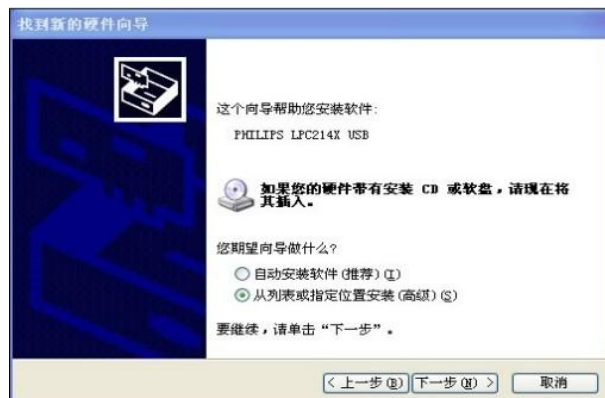 找到新的硬件向导
这个向导帮助您安装软件:
PHILIPS LPC214X USB
如果您的硬件带有安装 CD 或软盘，请现在将
其插入。
您期望向导做什么?
自动安装软件(推荐)(I)
从列表或指定位置安装(高级)(S)
要继续，请单击“下一步”。
< 上一步(B) 下一步(N) > 取消